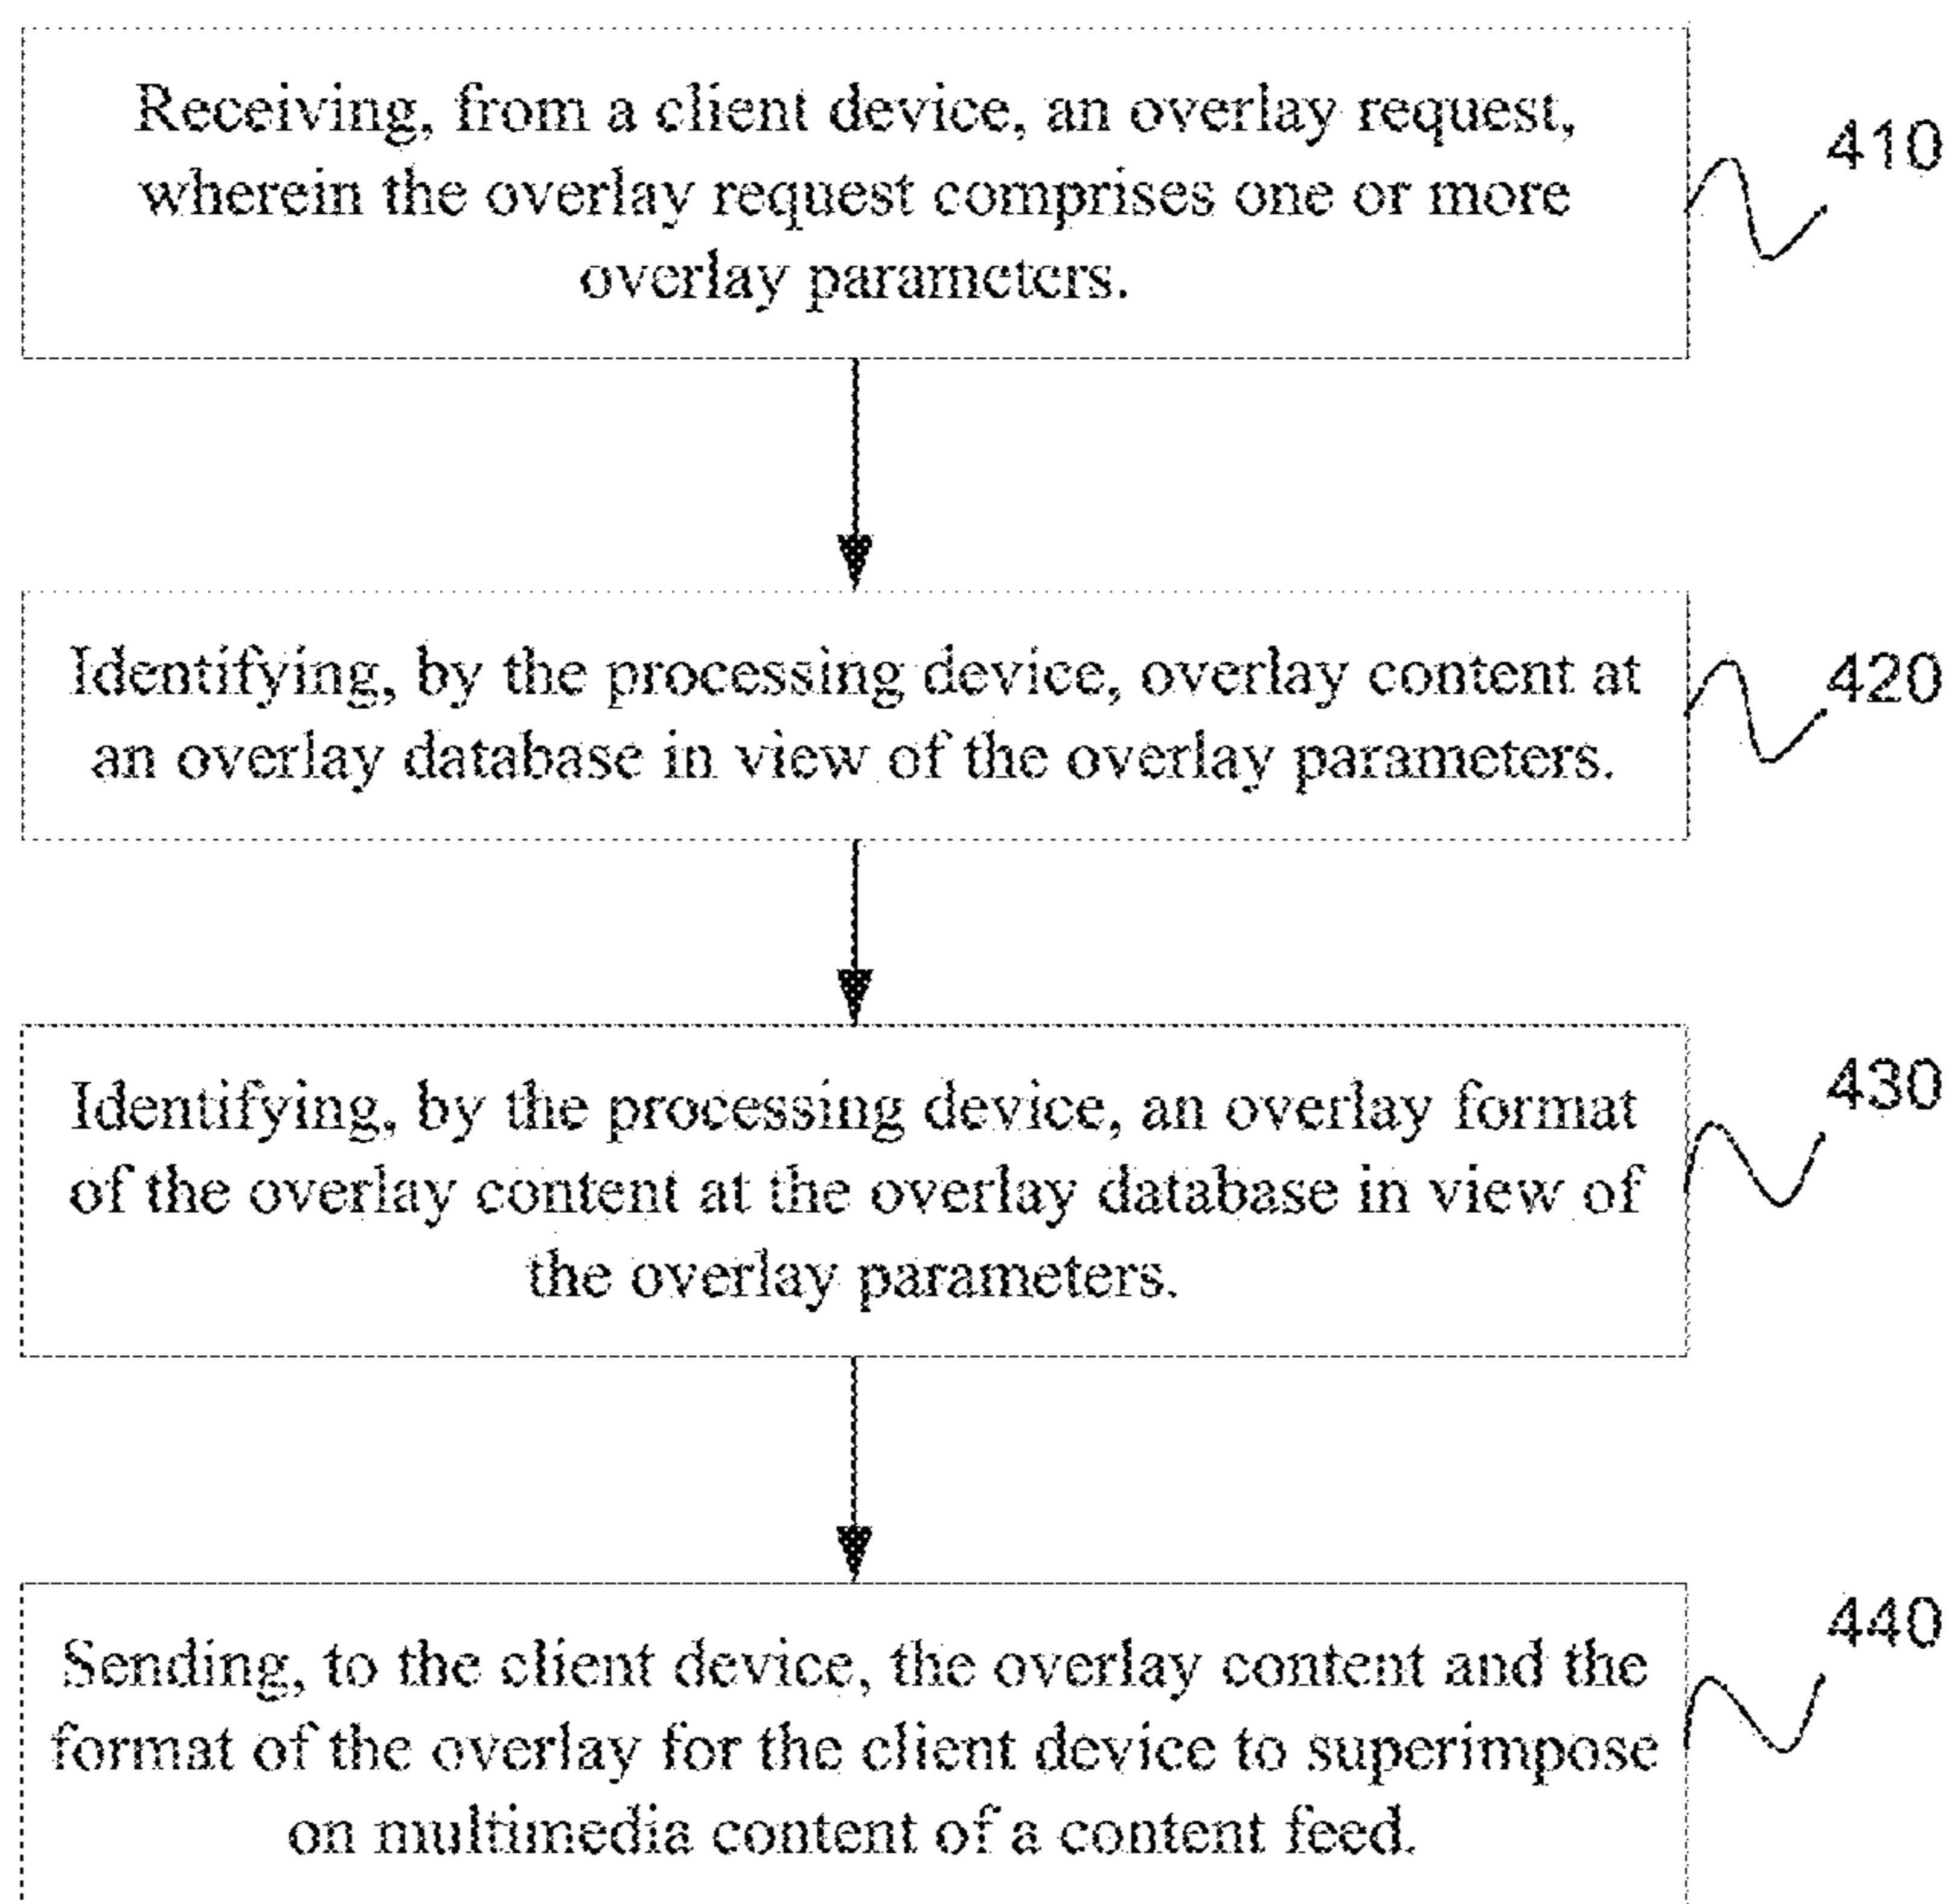 Receiving, from a client device, an overlay request,
wherein the overlay request comprises one or more
overlay parameters.
410
Identifying, by the processing device, overlay content at
an overlay database in view of the overlay parameters.
420
Identifying, by the processing device, an overlay format
of the overlay content at the overlay database in view of
the overlay parameters.
430
Sending, to the client device, the overlay content and the
format of the overlay for the client device to superimpose
on multimedia content of a content feed.
440